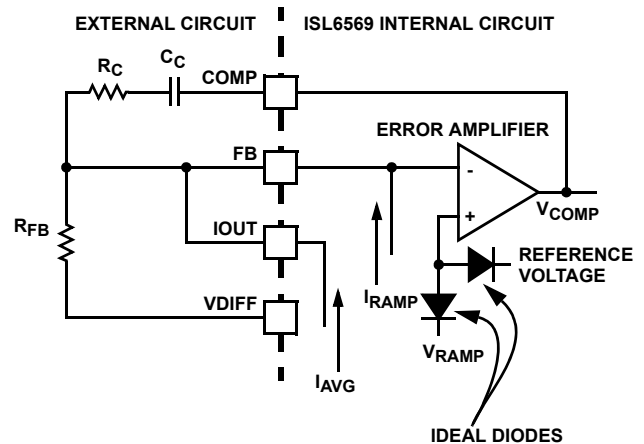 EXTERNAL CIRCUIT
ISL6569 INTERNAL CIRCUIT
RC
CC
COMP
ERROR AMPLIFIER
FB
-
+
VCOMP
RFB
IOUT
REFERENCE
VOLTAGE
IRAMP
VDIFF
VRAMP
IAVG
IDEAL DIODES